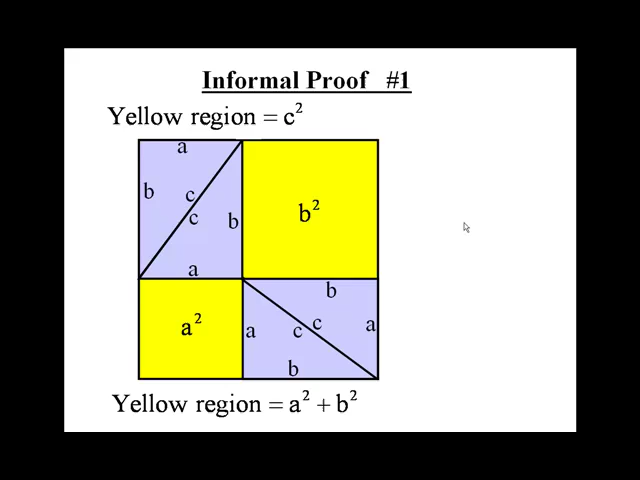 Informal Proof #1
Yellow region = c²
a
b c b b²
c
a
b
a² a c c a
b
Yellow region = a² + b²